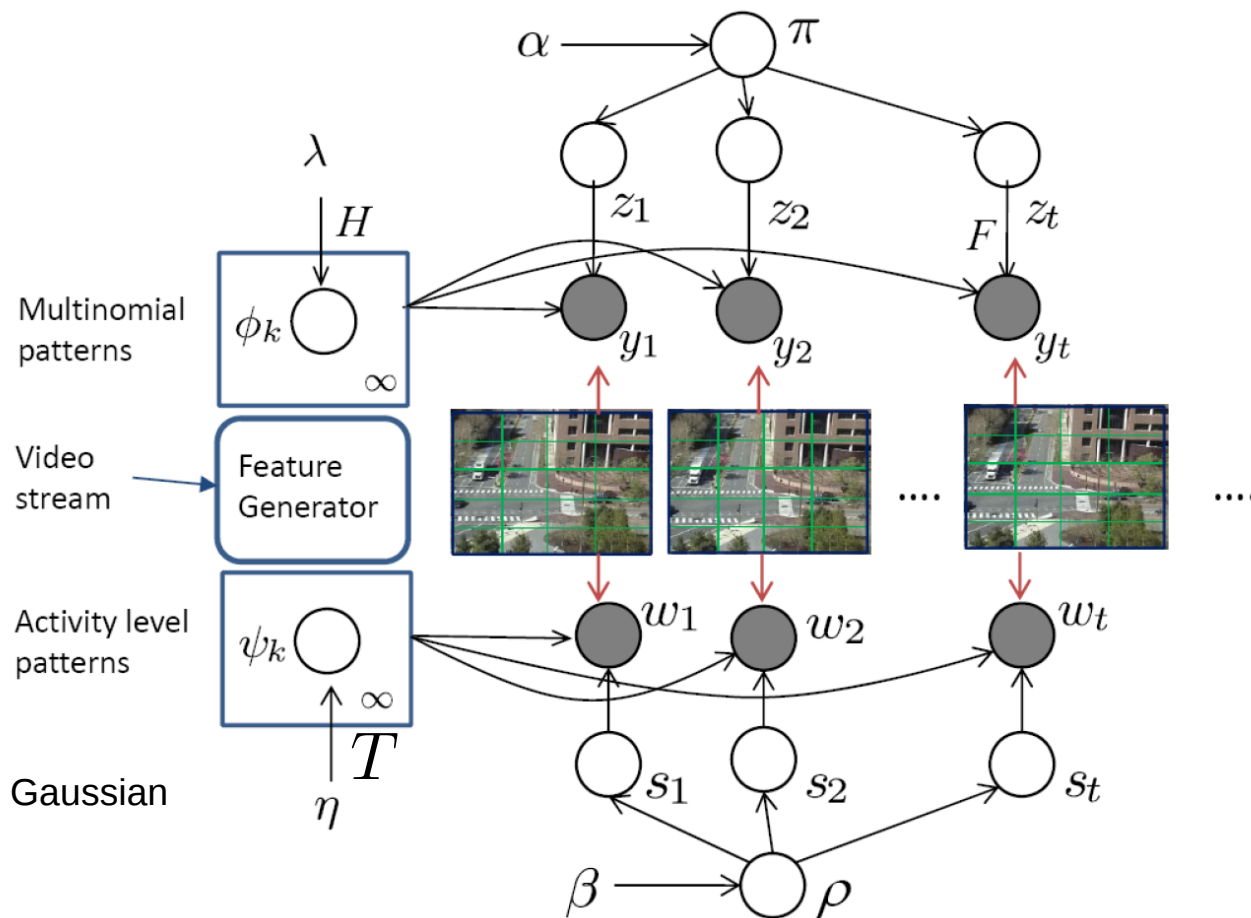 α
π
λ
H
z₁
z₂
F
zₜ
Multinomial
patterns
ϕₖ
∞
y₁
y₂
yₜ
Video
stream
Feature
Generator
....
....
Activity level
patterns
ψₖ
∞
w₁
w₂
wₜ
T
Gaussian
η
s₁
s₂
sₜ
β
ρ